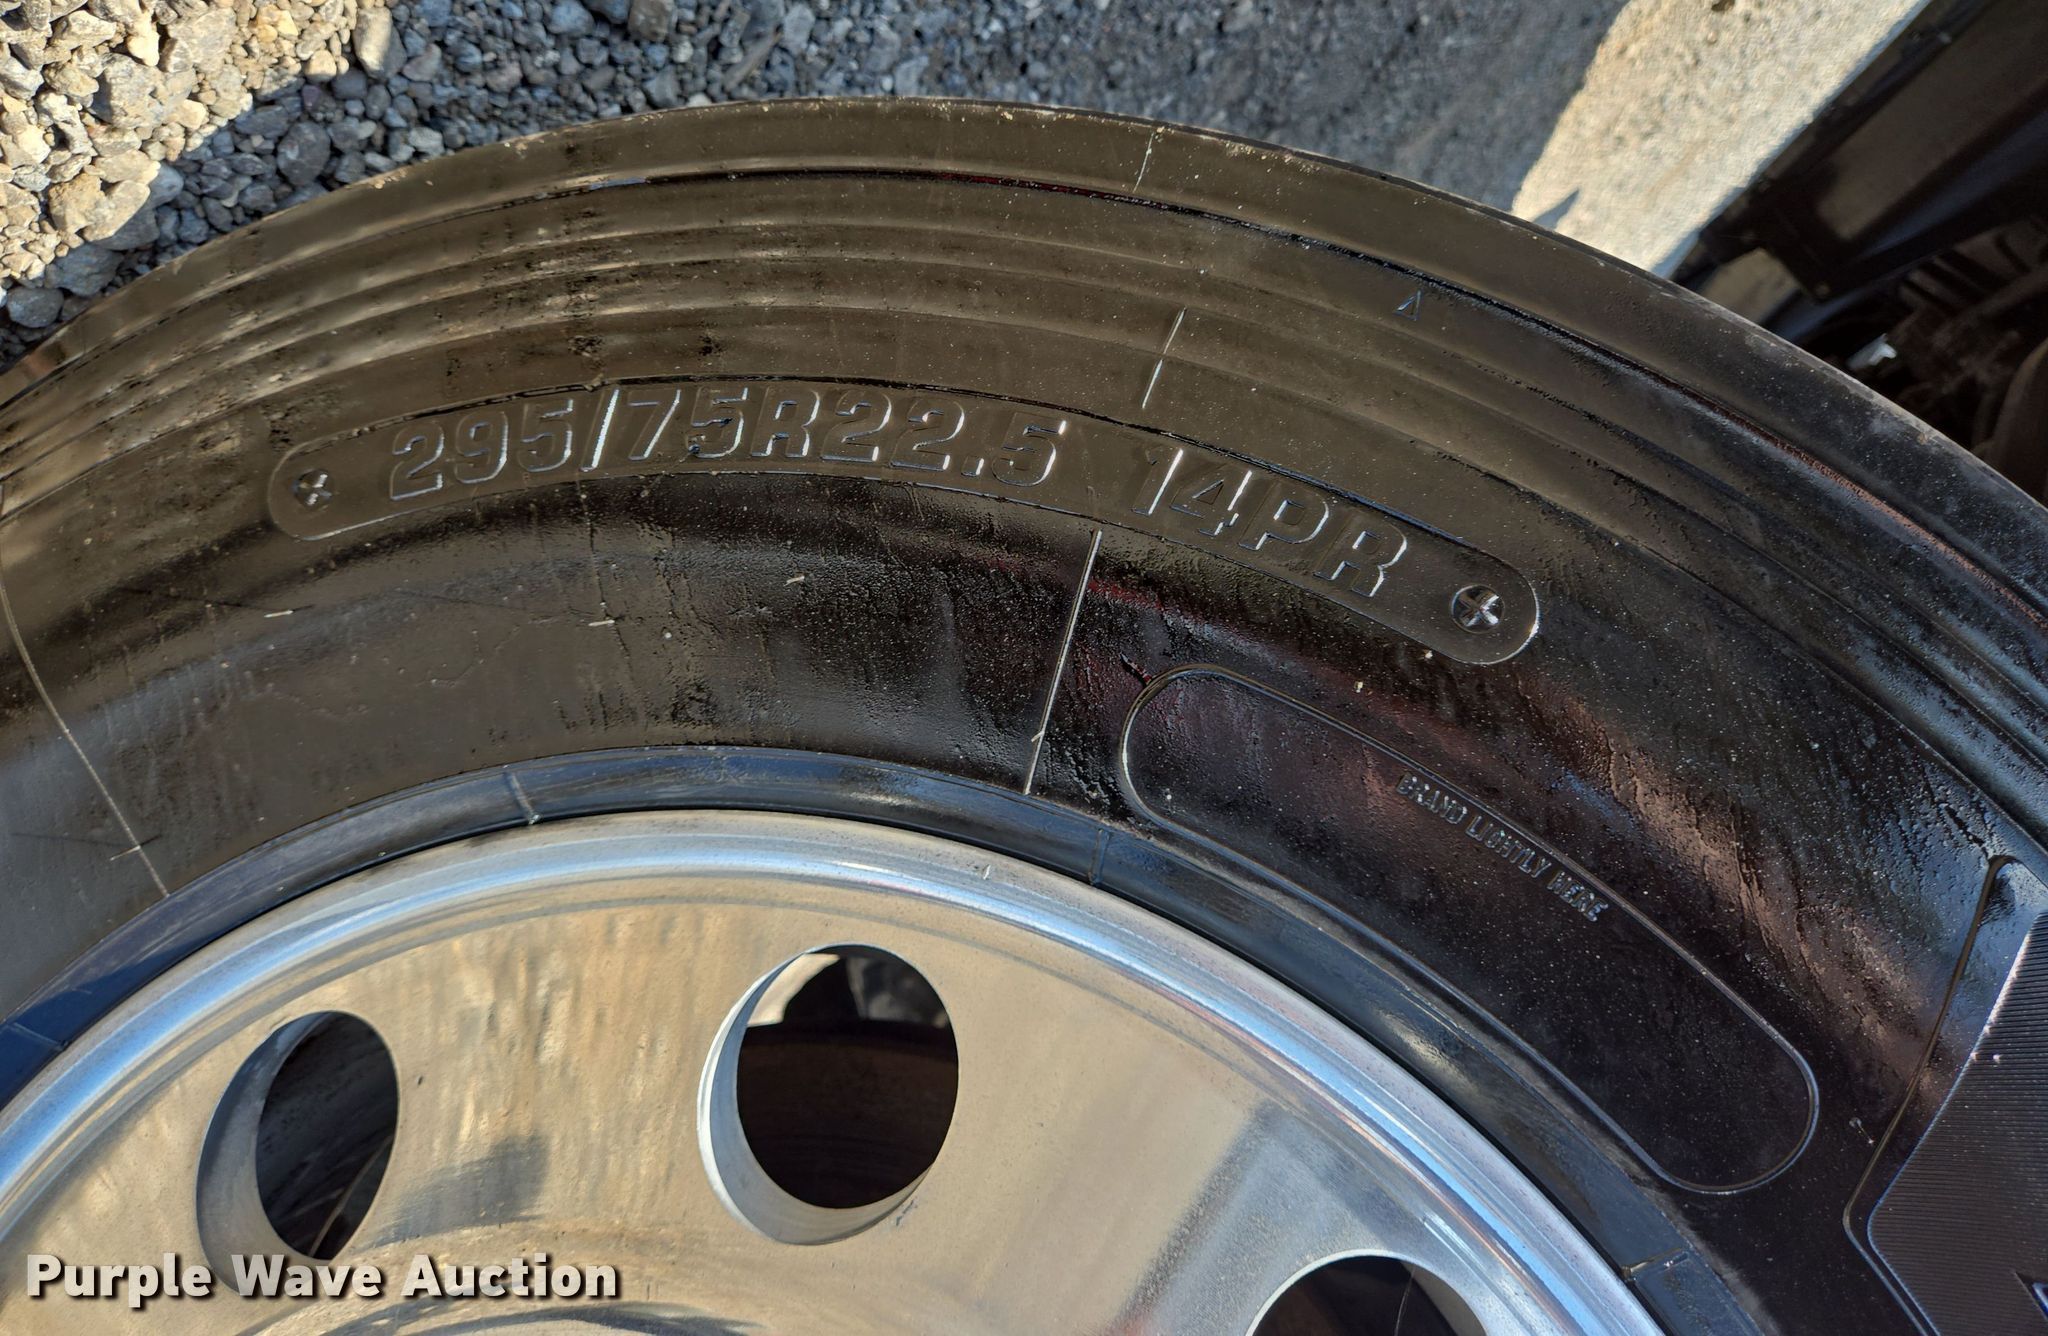 295/75R22.5 14PR
BRAND LIGHTLY HERE
Purple Wave Auction